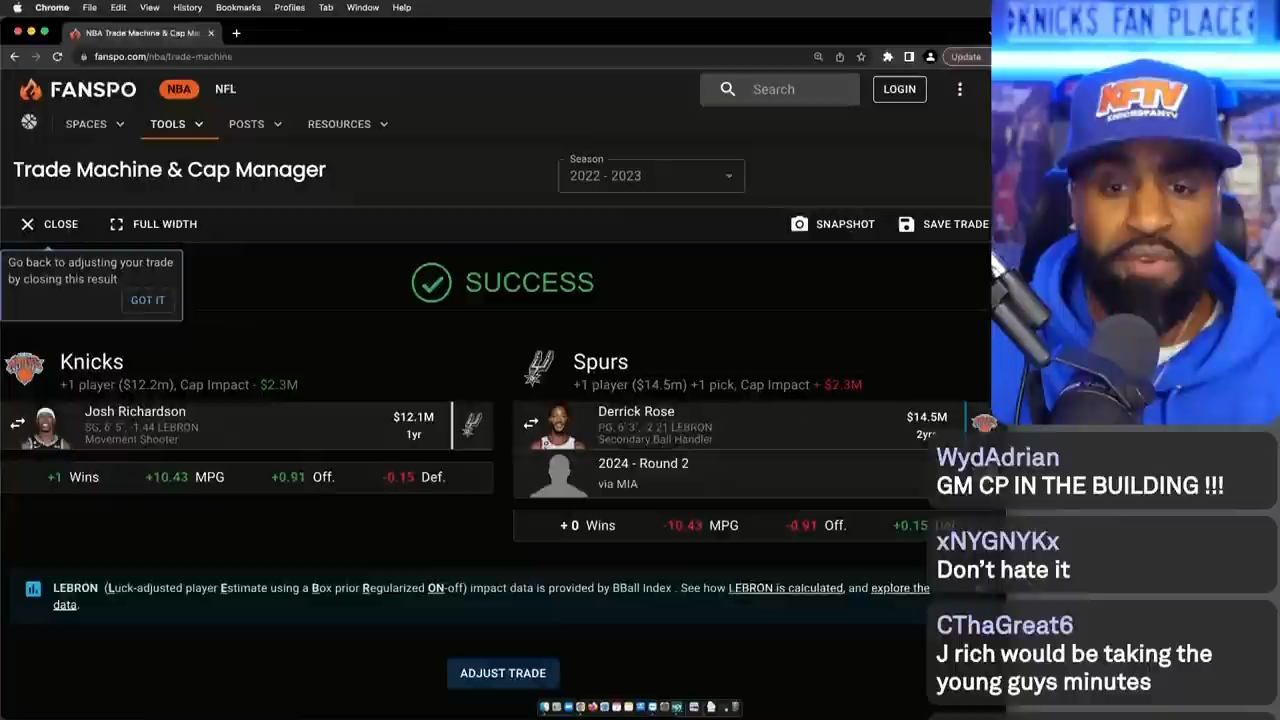 Chrome File Edit View History Bookmarks Profiles Tab Window Help
NBA Trade Machine & Cap Ma
fanspo.com/nba/trade-machine
Update
FANSPO NBA NFL
Search
LOGIN
SPACES TOOLS POSTS RESOURCES
Trade Machine & Cap Manager
Season
2022 - 2023
CLOSE FULL WIDTH
SNAPSHOT SAVE TRADE
Go back to adjusting your trade
by closing this result
GOT IT
SUCCESS
Knicks
+1 player ($12.2m), Cap Impact - $2.3M
Josh Richardson
SG, 6' 5", -1.44 LEBRON
Movement Shooter
$12.1M
1yr
+1 Wins +10.43 MPG +0.91 Off. -0.15 Def.
Spurs
+1 player ($14.5m) +1 pick, Cap Impact + $2.3M
Derrick Rose
PG, 6' 3", -2.21 LEBRON
Secondary Ball Handler
$14.5M
2yr
2024 - Round 2
via MIA
+ 0 Wins -10.43 MPG -0.91 Off. +0.15 Def
LEBRON (Luck-adjusted player Estimate using a Box prior Regularized ON-off) impact data is provided by BBall Index . See how LEBRON is calculated, and explore the
data.
ADJUST TRADE
KNICKS FAN PLACE
KFTV
KNICKSFANTV
WydAdrian
GM CP IN THE BUILDING !!!
xNYGNYKx
Don't hate it
CThaGreat6
J rich would be taking the
young guys minutes